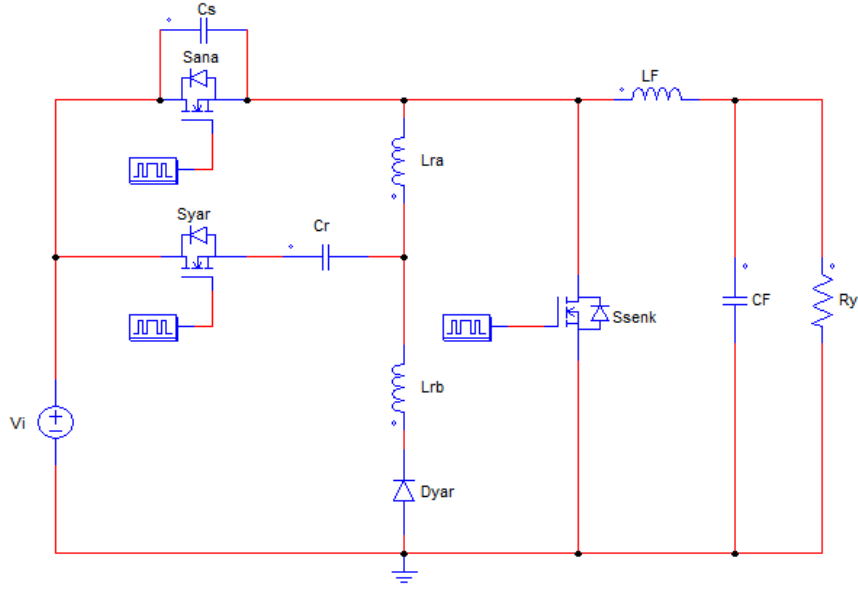 Cs
Sana
LF
Lra
Syar
Cr
Ssenk
CF
Ry
Lrb
Vi
Dyar